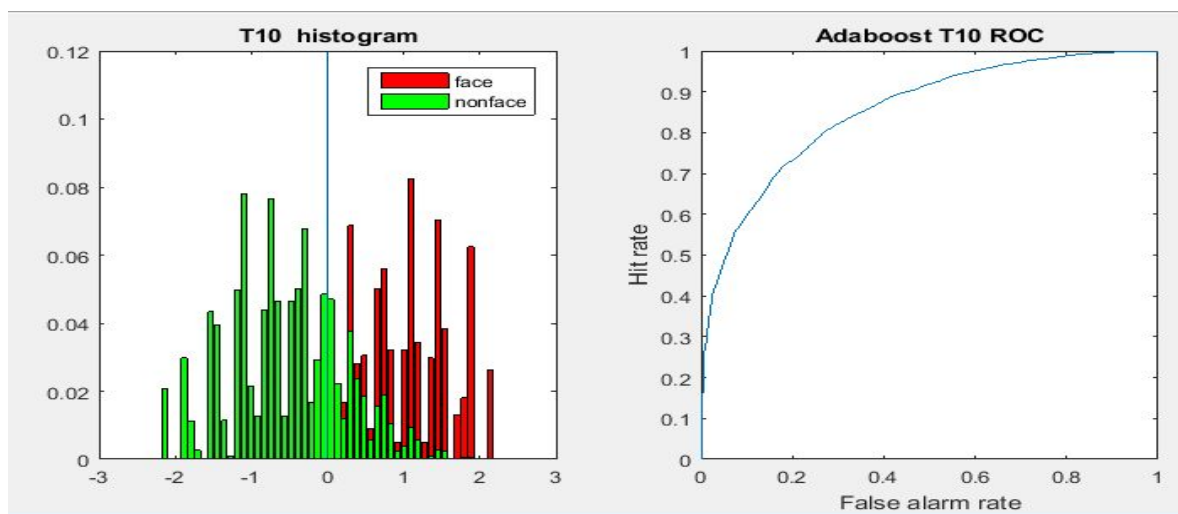 T10 histogram
0.12
0.1
0.08
0.06
0.04
0.02
0
-3 -2 -1 0 1 2 3
face
nonface
Adaboost T10 ROC
Hit rate
1
0.9
0.8
0.7
0.6
0.5
0.4
0.3
0.2
0.1
0
0 0.2 0.4 0.6 0.8 1
False alarm rate